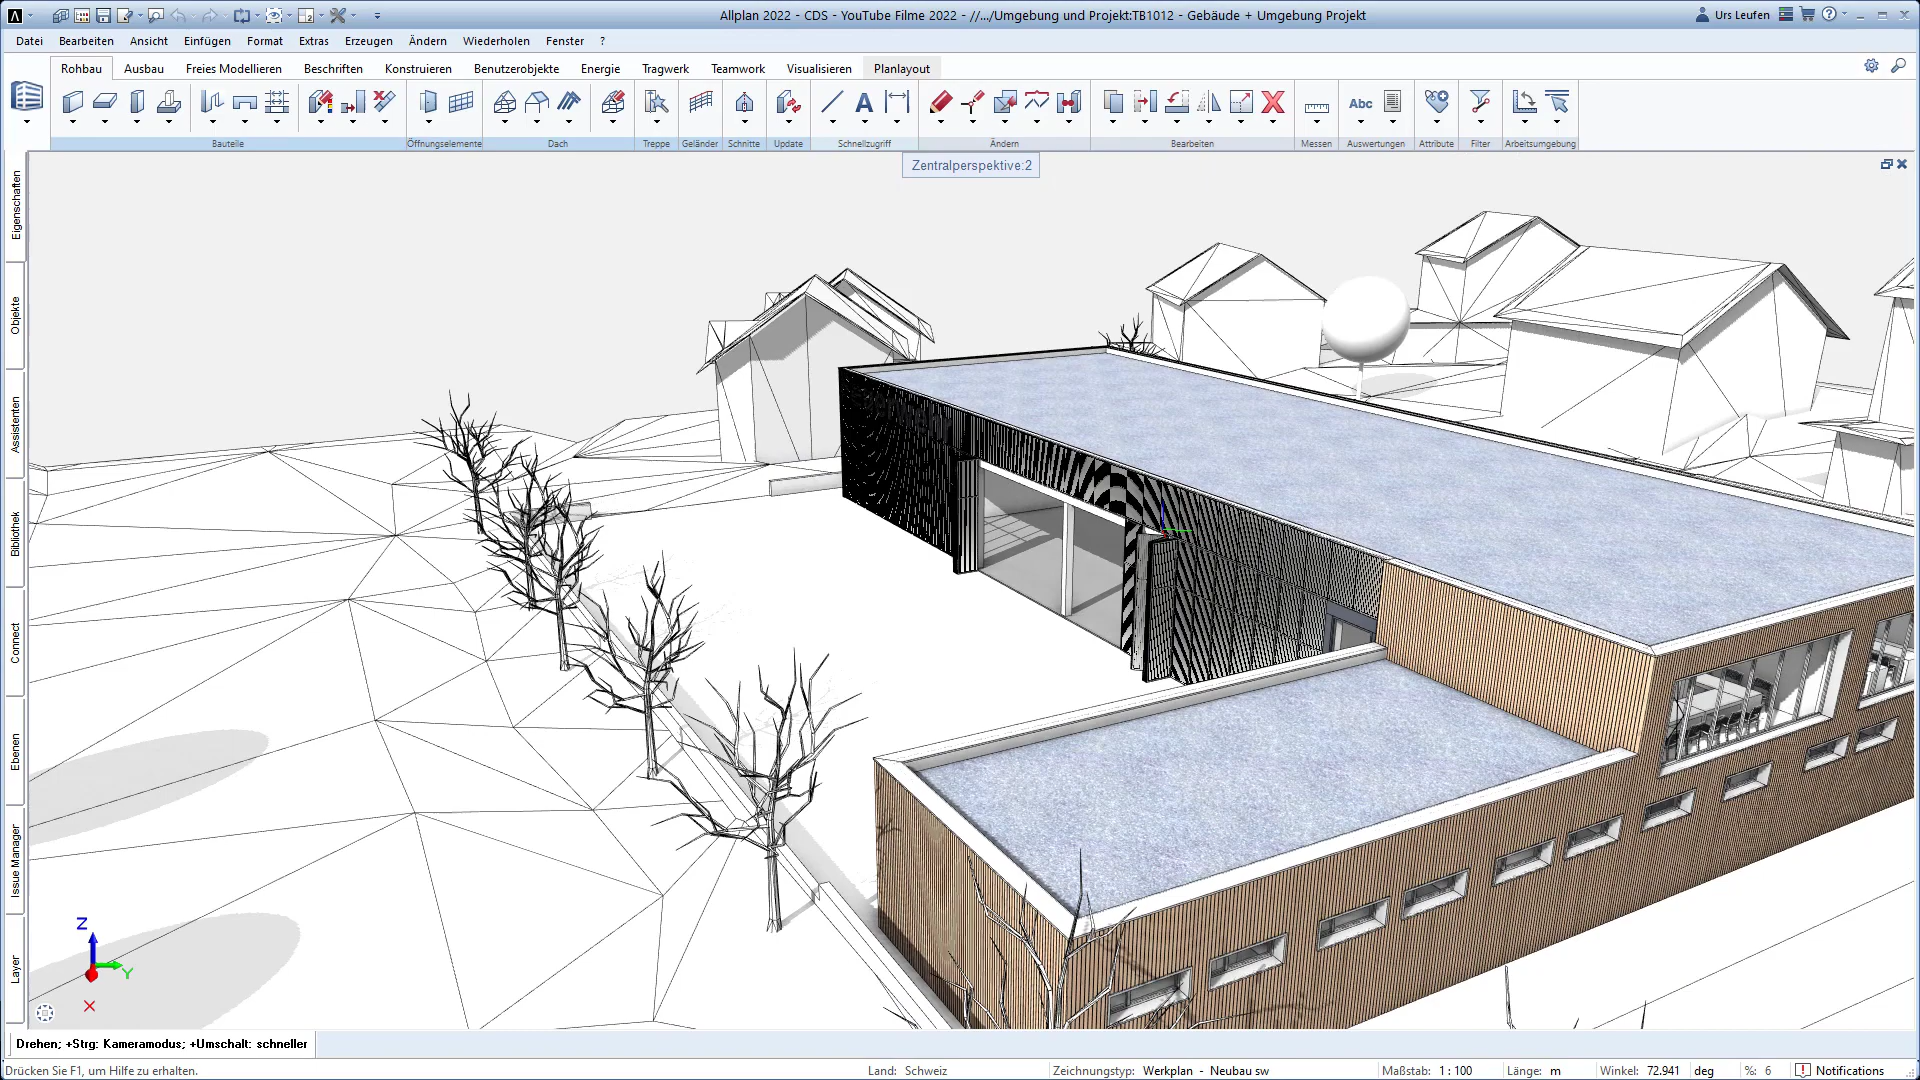 Allplan 2022 - CDS - YouTube Filme 2022 - //.../Umgebung und Projekt:TB1012 - Gebäude + Umgebung Projekt
Urs Leufen
Datei Bearbeiten Ansicht Einfügen Format Extras Erzeugen Ändern Wiederholen Fenster ?
Rohbau Ausbau Freies Modellieren Beschriften Konstruieren Benutzerobjekte Energie Tragwerk Teamwork Visualisieren Planlayout
A Abc
Bauteile Öffnungselemente Dach Treppe Geländer Schnitte Update Schnellzugriff Ändern Bearbeiten Messen Auswertungen Attribute Filter Arbeitsumgebung
Zentralperspektive:2
Eigenschaften
Objekte
Assistenten
Bibliothek
Connect
Ebenen
Issue Manager
Layer
Z
Y
X
Drehen; +Strg: Kameramodus; +Umschalt: schneller
Drücken Sie F1, um Hilfe zu erhalten. Land: Schweiz Zeichnungstyp: Werkplan - Neubau sw Maßstab: 1 : 100 Länge: m Winkel: 72.941 deg %: 6 Notifications